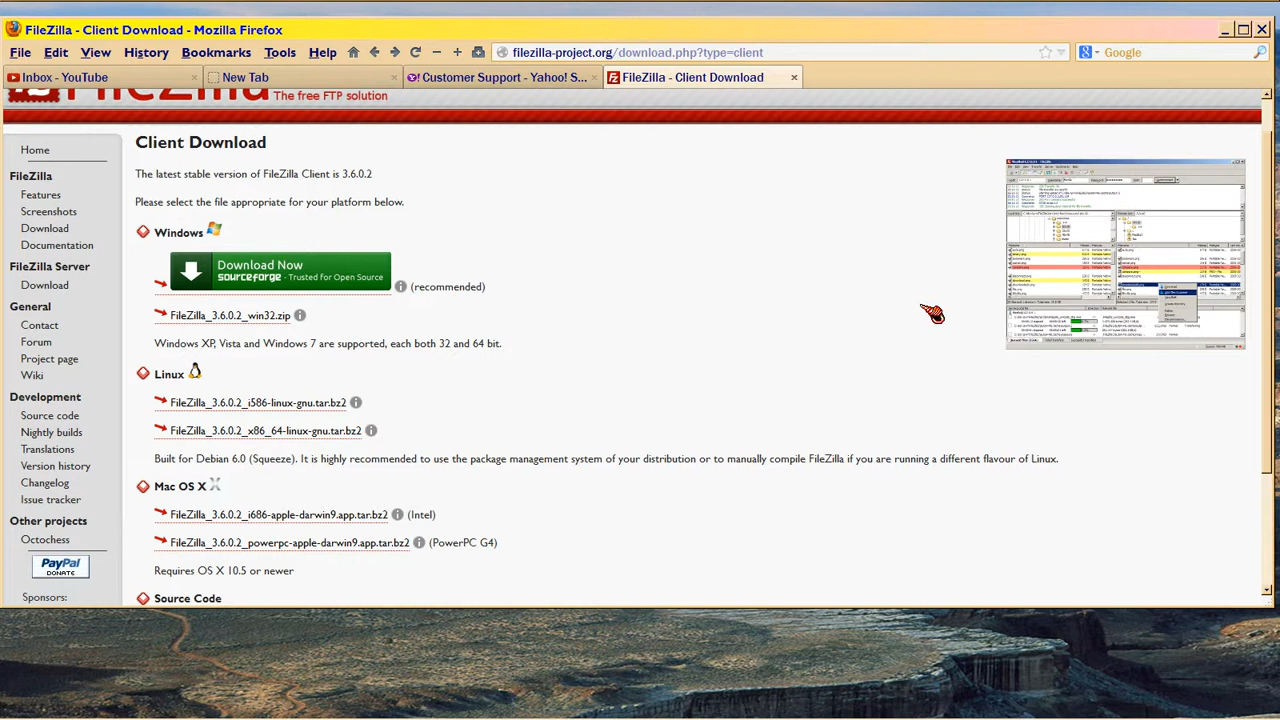 FileZilla - Client Download - Mozilla Firefox
File Edit View History Bookmarks Tools Help
filezilla-project.org/download.php?type=client
Google
Inbox - YouTube
New Tab
Customer Support - Yahoo! S...
FileZilla - Client Download
FileZilla The free FTP solution
Home
FileZilla
Features
Screenshots
Download
Documentation
FileZilla Server
Download
General
Contact
Forum
Project page
Wiki
Development
Source code
Nightly builds
Translations
Version history
Changelog
Issue tracker
Other projects
Octochess
PayPal
DONATE
Sponsors:
Client Download
The latest stable version of FileZilla Client is 3.6.0.2
Please select the file appropriate for your platform below.
Windows
Download Now
sourceforge - Trusted for Open Source
(recommended)
FileZilla_3.6.0.2_win32.zip
Windows XP, Vista and Windows 7 are supported, each both 32 and 64 bit.
Linux
FileZilla_3.6.0.2_i586-linux-gnu.tar.bz2
FileZilla_3.6.0.2_x86_64-linux-gnu.tar.bz2
Built for Debian 6.0 (Squeeze). It is highly recommended to use the package management system of your distribution or to manually compile FileZilla if you are running a different flavour of Linux.
Mac OS X
FileZilla_3.6.0.2_i686-apple-darwin9.app.tar.bz2 (Intel)
FileZilla_3.6.0.2_powerpc-apple-darwin9.app.tar.bz2 (PowerPC G4)
Requires OS X 10.5 or newer
Source Code